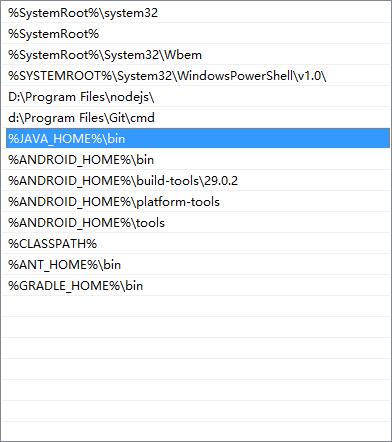 %SystemRoot%\system32
%SystemRoot%
%SystemRoot%\System32\Wbem
%SYSTEMROOT%\System32\WindowsPowerShell\v1.0\
D:\Program Files\nodejs\
d:\Program Files\Git\cmd
%JAVA_HOME%\bin
%ANDROID_HOME%\bin
%ANDROID_HOME%\build-tools\29.0.2
%ANDROID_HOME%\platform-tools
%ANDROID_HOME%\tools
%CLASSPATH%
%ANT_HOME%\bin
%GRADLE_HOME%\bin